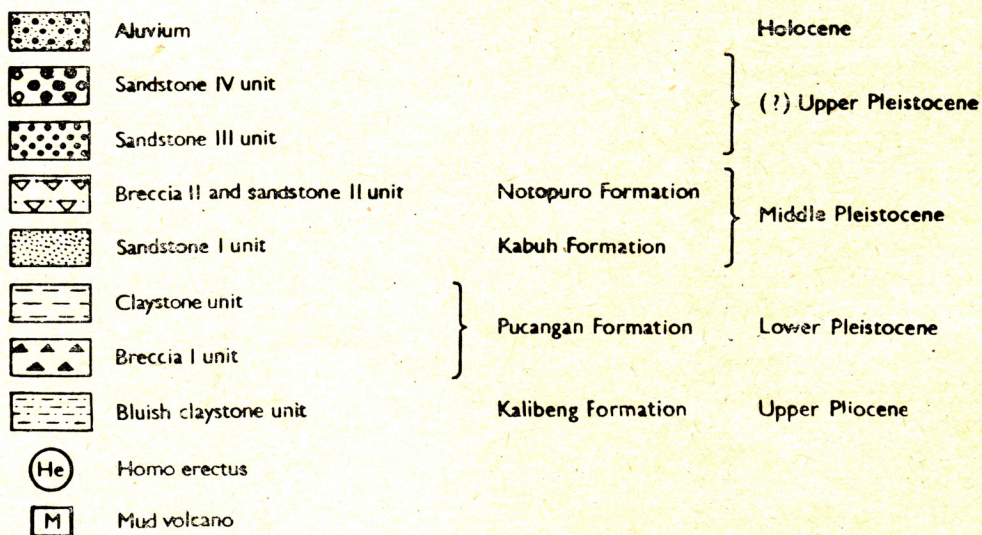 Aluvium Holocene
Sandstone IV unit
(?) Upper Pleistocene
Sandstone III unit
Breccia II and sandstone II unit Notopuro Formation
Middle Pleistocene
Sandstone I unit Kabuh Formation
Claystone unit
Pucangan Formation Lower Pleistocene
Breccia I unit
Bluish claystone unit Kalibeng Formation Upper Pliocene
He Homo erectus
M Mud volcano